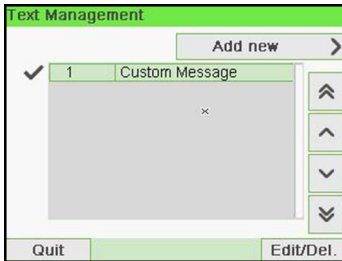 Text Management
Add new
1 Custom Message
Quit Edit/Del.